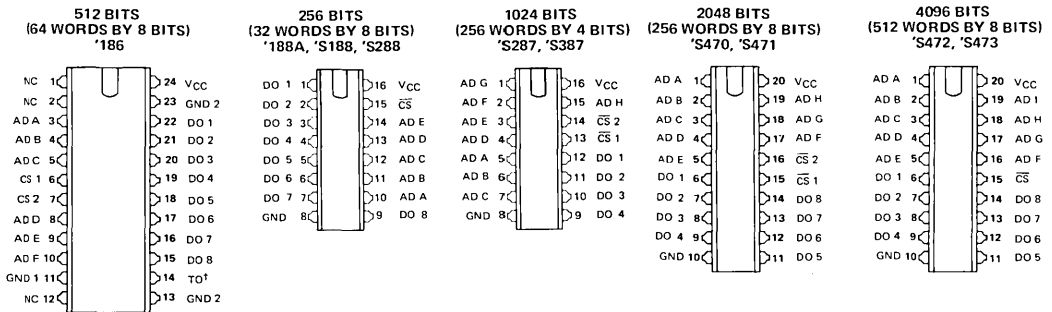 512 BITS
(64 WORDS BY 8 BITS)
'186
NC 1 24 VCC
NC 2 23 GND 2
AD A 3 22 DO 1
AD B 4 21 DO 2
AD C 5 20 DO 3
CS 1 6 19 DO 4
CS 2 7 18 DO 5
AD D 8 17 DO 6
AD E 9 16 DO 7
AD F 10 15 DO 8
GND 1 11 14 TO†
NC 12 13 GND 2
256 BITS
(32 WORDS BY 8 BITS)
'188A, 'S188, 'S288
DO 1 1 16 VCC
DO 2 2 15 C̅S̅
DO 3 3 14 AD E
DO 4 4 13 AD D
DO 5 5 12 AD C
DO 6 6 11 AD B
DO 7 7 10 AD A
GND 8 9 DO 8
1024 BITS
(256 WORDS BY 4 BITS)
'S287, 'S387
AD G 1 16 VCC
AD F 2 15 AD H
AD E 3 14 C̅S̅ 2
AD D 4 13 C̅S̅ 1
AD A 5 12 DO 1
AD B 6 11 DO 2
AD C 7 10 DO 3
GND 8 9 DO 4
2048 BITS
(256 WORDS BY 8 BITS)
'S470, 'S471
AD A 1 20 VCC
AD B 2 19 AD H
AD C 3 18 AD G
AD D 4 17 AD F
AD E 5 16 C̅S̅ 2
DO 1 6 15 C̅S̅ 1
DO 2 7 14 DO 8
DO 3 8 13 DO 7
DO 4 9 12 DO 6
GND 10 11 DO 5
4096 BITS
(512 WORDS BY 8 BITS)
'S472, 'S473
AD A 1 20 VCC
AD B 2 19 AD I
AD C 3 18 AD H
AD D 4 17 AD G
AD E 5 16 AD F
DO 1 6 15 C̅S̅
DO 2 7 14 DO 8
DO 3 8 13 DO 7
DO 4 9 12 DO 6
GND 10 11 DO 5